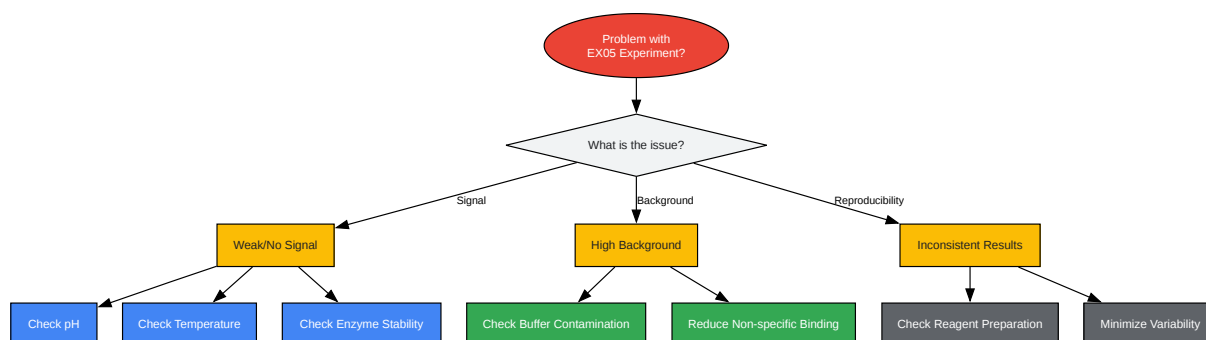 Problem with
EX05 Experiment?
What is the issue?
Signal
Background
Reproducibility
Weak/No Signal
High Background
Inconsistent Results
Check pH
Check Temperature
Check Enzyme Stability
Check Buffer Contamination
Reduce Non-specific Binding
Check Reagent Preparation
Minimize Variability